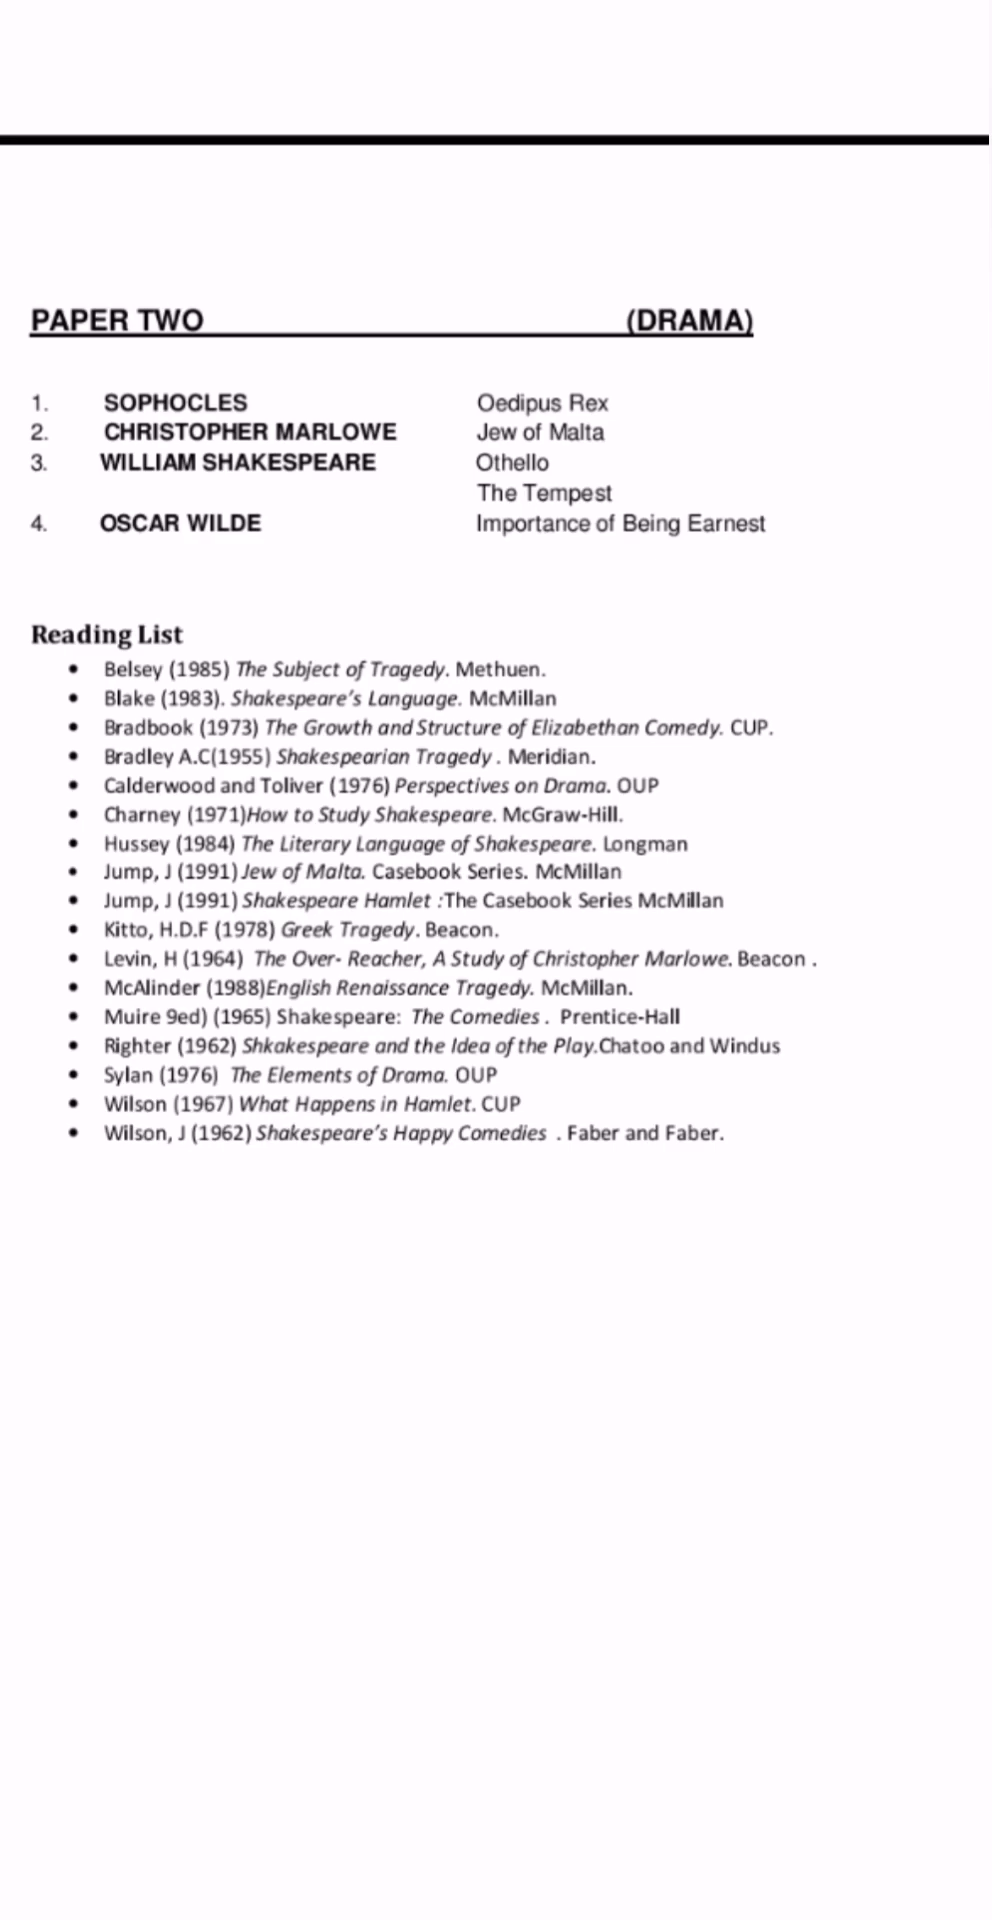 PAPER TWO (DRAMA)
1. SOPHOCLES Oedipus Rex
2. CHRISTOPHER MARLOWE Jew of Malta
3. WILLIAM SHAKESPEARE Othello
The Tempest
4. OSCAR WILDE Importance of Being Earnest
Reading List
• Belsey (1985) The Subject of Tragedy. Methuen.
• Blake (1983). Shakespeare's Language. McMillan
• Bradbook (1973) The Growth and Structure of Elizabethan Comedy. CUP.
• Bradley A.C(1955) Shakespearian Tragedy . Meridian.
• Calderwood and Toliver (1976) Perspectives on Drama. OUP
• Charney (1971)How to Study Shakespeare. McGraw-Hill.
• Hussey (1984) The Literary Language of Shakespeare. Longman
• Jump, J (1991) Jew of Malta. Casebook Series. McMillan
• Jump, J (1991) Shakespeare Hamlet :The Casebook Series McMillan
• Kitto, H.D.F (1978) Greek Tragedy. Beacon.
• Levin, H (1964) The Over- Reacher, A Study of Christopher Marlowe. Beacon .
• McAlinder (1988)English Renaissance Tragedy. McMillan.
• Muire 9ed) (1965) Shakespeare: The Comedies . Prentice-Hall
• Righter (1962) Shkakespeare and the Idea of the Play.Chatoo and Windus
• Sylan (1976) The Elements of Drama. OUP
• Wilson (1967) What Happens in Hamlet. CUP
• Wilson, J (1962) Shakespeare's Happy Comedies . Faber and Faber.